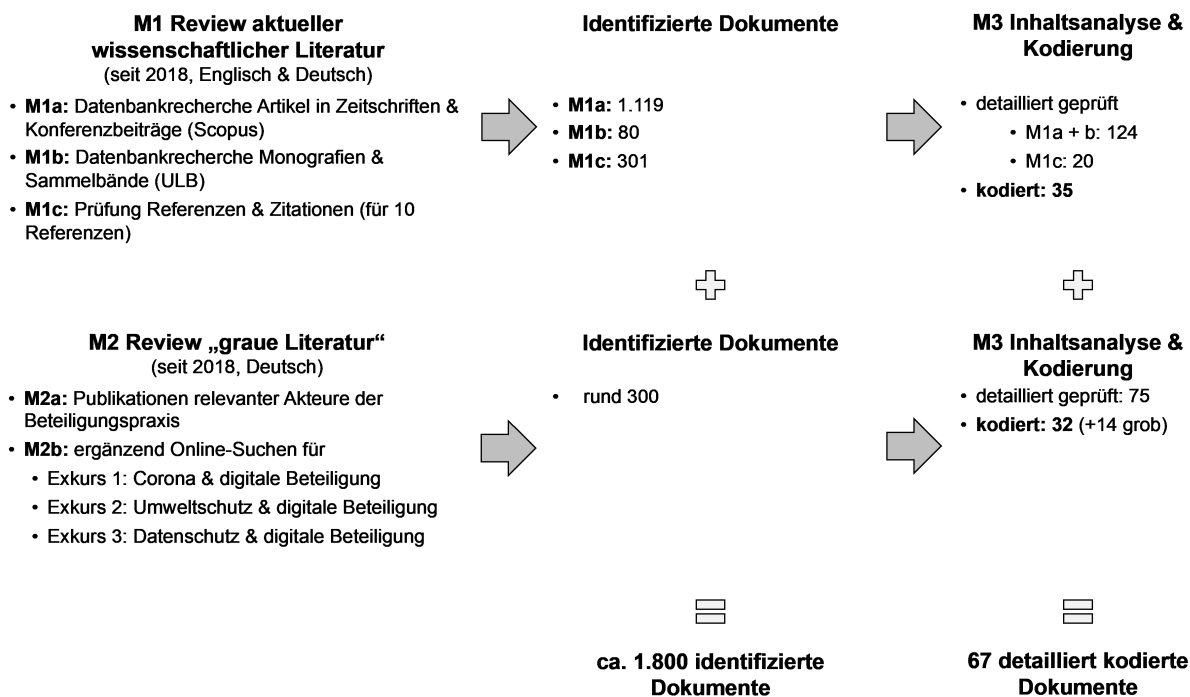 M1 Review aktueller
wissenschaftlicher Literatur
(seit 2018, Englisch & Deutsch)
• M1a: Datenbankrecherche Artikel in Zeitschriften &
Konferenzbeiträge (Scopus)
• M1b: Datenbankrecherche Monografien &
Sammelbände (ULB)
• M1c: Prüfung Referenzen & Zitationen (für 10
Referenzen)
Identifizierte Dokumente
• M1a: 1.119
• M1b: 80
• M1c: 301
M3 Inhaltsanalyse &
Kodierung
• detailliert geprüft
• M1a + b: 124
• M1c: 20
• kodiert: 35
M2 Review „graue Literatur“
(seit 2018, Deutsch)
• M2a: Publikationen relevanter Akteure der
Beteiligungspraxis
• M2b: ergänzend Online-Suchen für
• Exkurs 1: Corona & digitale Beteiligung
• Exkurs 2: Umweltschutz & digitale Beteiligung
• Exkurs 3: Datenschutz & digitale Beteiligung
Identifizierte Dokumente
• rund 300
M3 Inhaltsanalyse &
Kodierung
• detailliert geprüft: 75
• kodiert: 32 (+14 grob)
ca. 1.800 identifizierte
Dokumente
67 detailliert kodierte
Dokumente